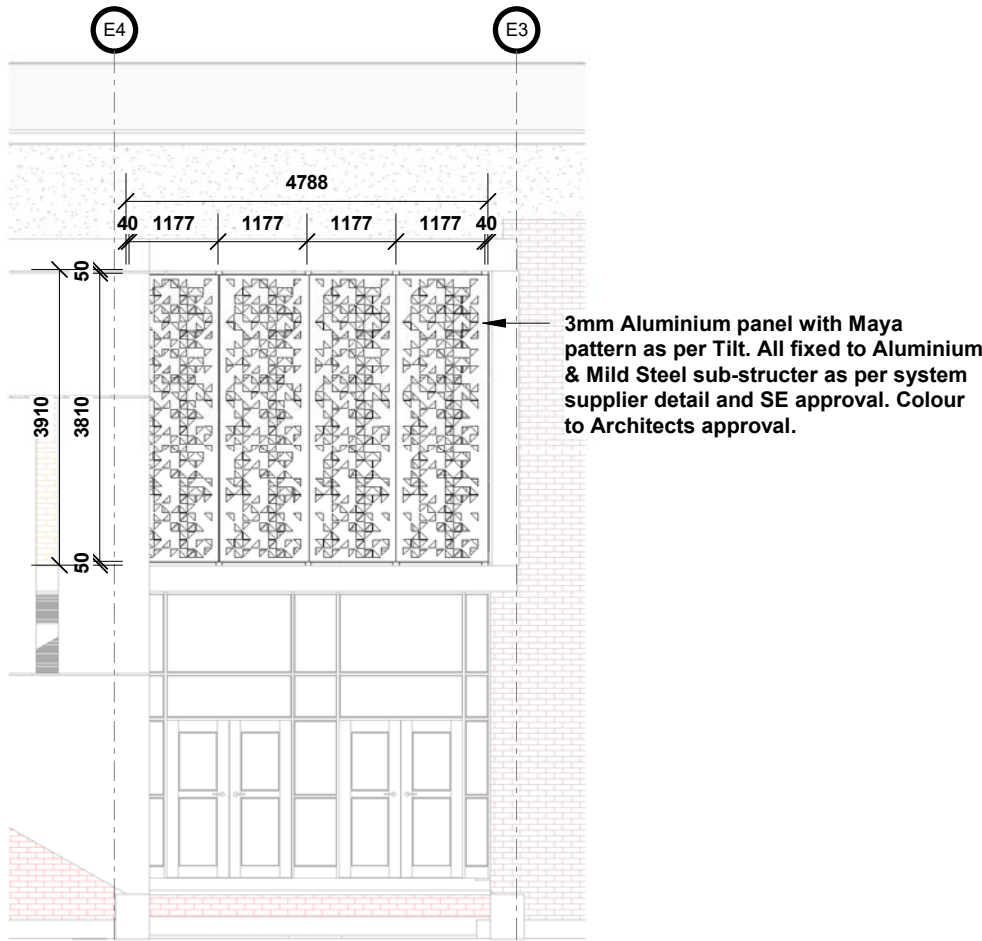 E4
E3
4788
40 1177 1177 1177 1177 40
50
3910
3810
50
3mm Aluminium panel with Maya
pattern as per Tilt. All fixed to Aluminium
& Mild Steel sub-structer as per system
supplier detail and SE approval. Colour
to Architects approval.